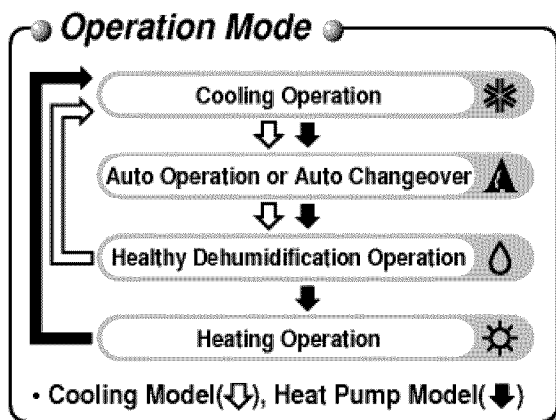 Operation Mode
Cooling Operation
Auto Operation or Auto Changeover
Healthy Dehumidification Operation
Heating Operation
• Cooling Model(⇩), Heat Pump Model(⬇)